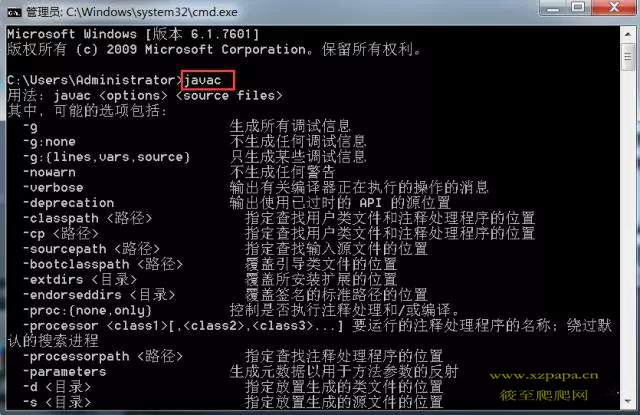 管理员: C:\Windows\system32\cmd.exe
Microsoft Windows [版本 6.1.7601]
版权所有 (c) 2009 Microsoft Corporation。保留所有权利。
C:\Users\Administrator>javac
用法: javac <options> <source files>
其中, 可能的选项包括:
-g 生成所有调试信息
-g:none 不生成任何调试信息
-g:{lines,vars,source} 只生成某些调试信息
-nowarn 不生成任何警告
-verbose 输出有关编译器正在执行的操作的消息
-deprecation 输出使用已过时的 API 的源位置
-classpath <路径> 指定查找用户类文件和注释处理程序的位置
-cp <路径> 指定查找用户类文件和注释处理程序的位置
-sourcepath <路径> 指定查找输入源文件的位置
-bootclasspath <路径> 覆盖引导类文件的位置
-extdirs <目录> 覆盖所安装扩展的位置
-endorseddirs <目录> 覆盖签名的标准路径的位置
-proc:{none,only} 控制是否执行注释处理和/或编译。
-processor <class1>[,<class2>,<class3>...] 要运行的注释处理程序的名称; 绕过默
认的搜索进程
-processorpath <路径> 指定查找注释处理程序的位置
-parameters 生成元数据以用于方法参数的反射
-d <目录> 指定放置生成的类文件的位置
-s <目录> 指定放置生成的源文件的位置
www.xzpapa.cn
筱至爬爬网